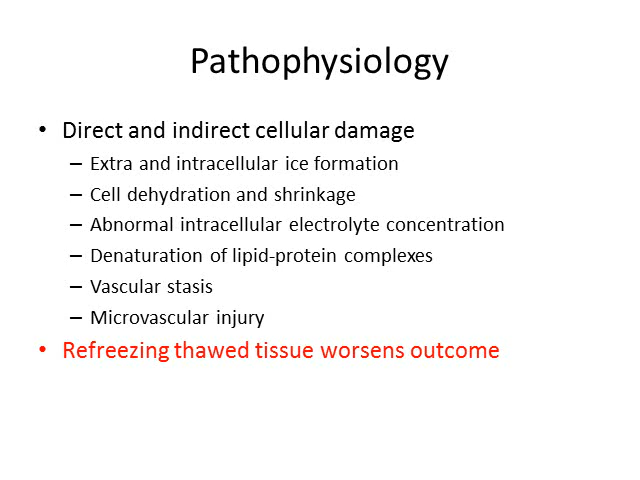 Pathophysiology
• Direct and indirect cellular damage
– Extra and intracellular ice formation
– Cell dehydration and shrinkage
– Abnormal intracellular electrolyte concentration
– Denaturation of lipid-protein complexes
– Vascular stasis
– Microvascular injury
• Refreezing thawed tissue worsens outcome